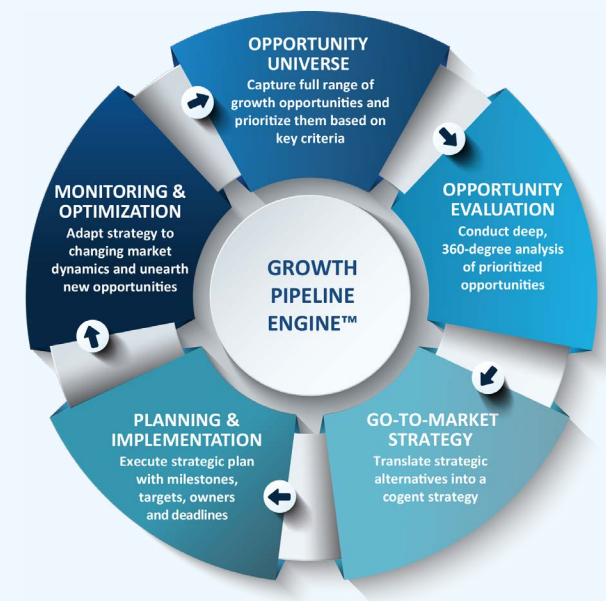 OPPORTUNITY
UNIVERSE
Capture full range of
growth opportunities and
prioritize them based on
key criteria
OPPORTUNITY
EVALUATION
Conduct deep,
360-degree analysis
of prioritized
opportunities
GO-TO-MARKET
STRATEGY
Translate strategic
alternatives into a
cogent strategy
PLANNING &
IMPLEMENTATION
Execute strategic plan
with milestones,
targets, owners
and deadlines
MONITORING &
OPTIMIZATION
Adapt strategy to
changing market
dynamics and unearth
new opportunities
GROWTH
PIPELINE
ENGINE™